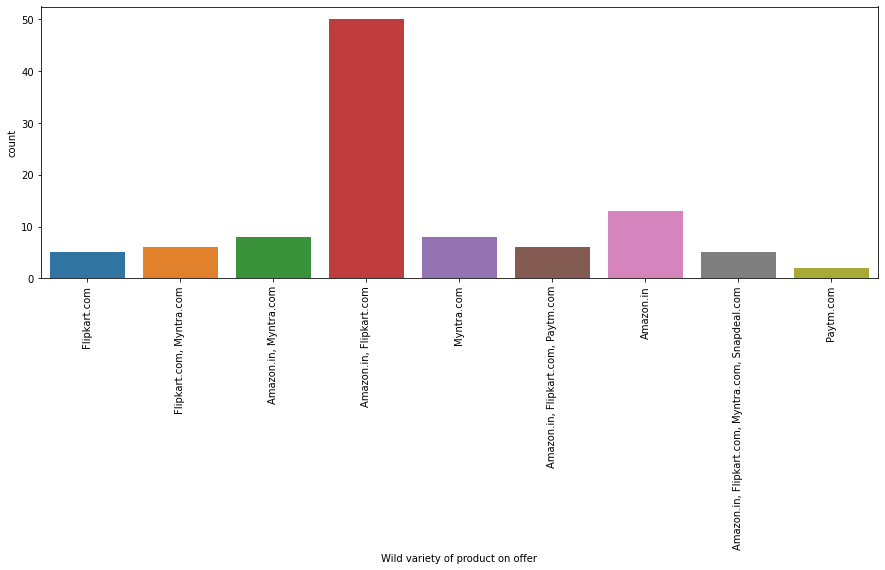 50
40
30
20
10
0
count
Flipkart.com
Flipkart.com, Myntra.com
Amazon.in, Myntra.com
Amazon.in, Flipkart.com
Myntra.com
Amazon.in, Flipkart.com, Paytm.com
Amazon.in
Amazon.in, Flipkart.com, Myntra.com, Snapdeal.com
Paytm.com
Wild variety of product on offer